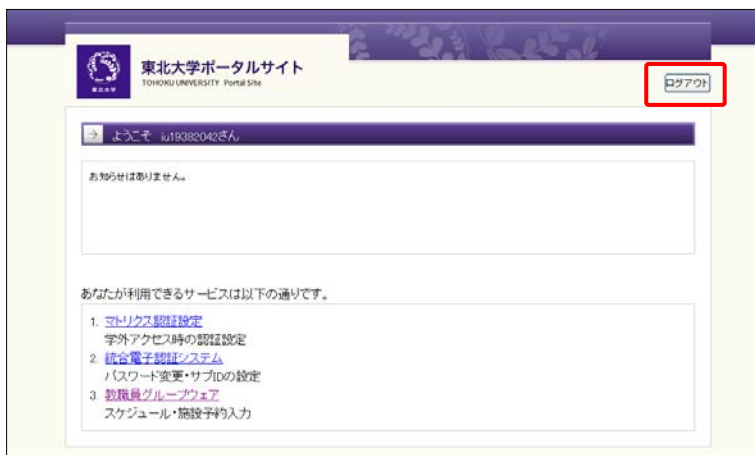 東北大学ポータルサイト
TOHOKU UNIVERSITY Portal Site
東北大学
ログアウト
ようこそ iu19382042さん
お知らせはありません。
あなたが利用できるサービスは以下の通りです。
1. マトリクス認証設定
学外アクセス時の認証設定
2. 統合電子認証システム
パスワード変更・サブIDの設定
3. 教職員グループウェア
スケジュール・施設予約入力